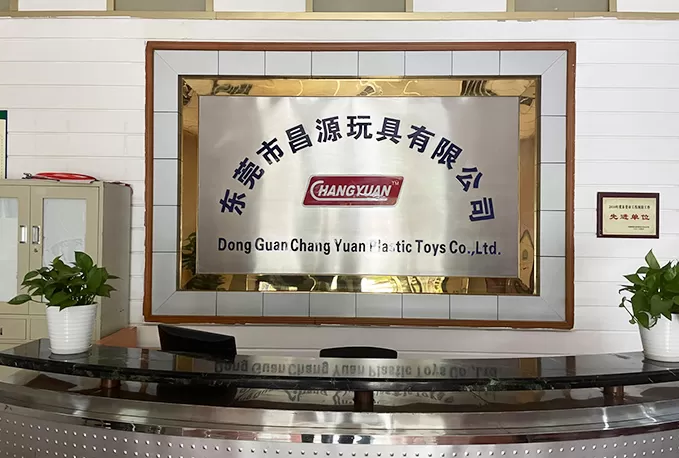 东莞市昌源玩具有限公司
CHANGYUAN™
Dong Guan Chang Yuan Plastic Toys Co.,Ltd.
先进单位